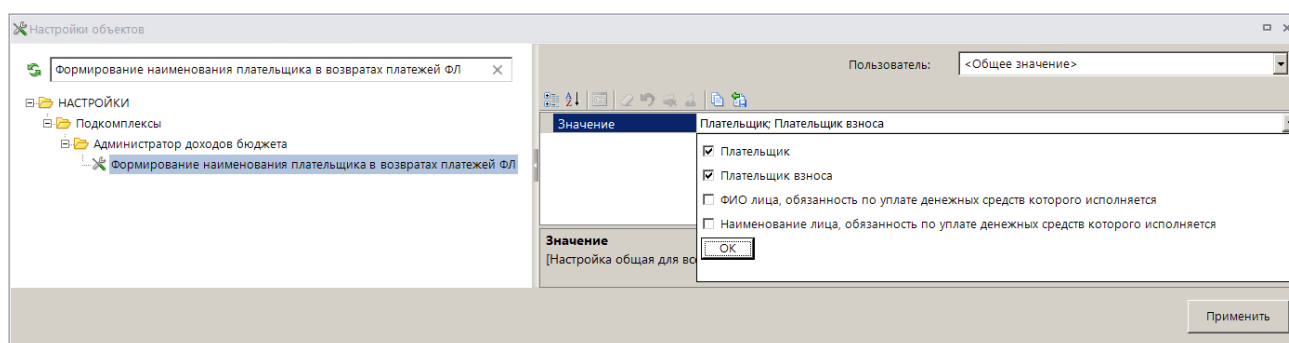 Настройки объектов
Формирование наименования плательщика в возвратах платежей ФЛ
Пользователь: <Общее значение>
НАСТРОЙКИ
Подкомплексы
Администратор доходов бюджета
Формирование наименования плательщика в возвратах платежей ФЛ
Значение Плательщик; Плательщик взноса
Плательщик
Плательщик взноса
ФИО лица, обязанность по уплате денежных средств которого исполняется
Наименование лица, обязанность по уплате денежных средств которого исполняется
OK
Значение
[Настройка общая для
Применить